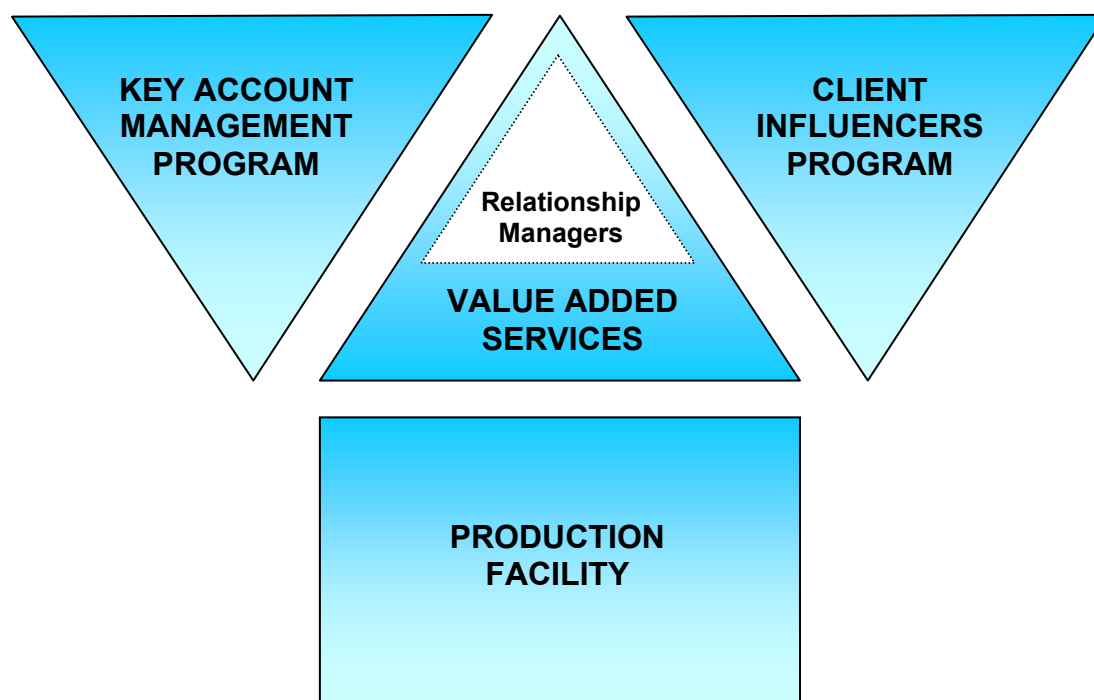 KEY ACCOUNT
MANAGEMENT
PROGRAM
Relationship
Managers
VALUE ADDED
SERVICES
CLIENT
INFLUENCERS
PROGRAM
PRODUCTION
FACILITY